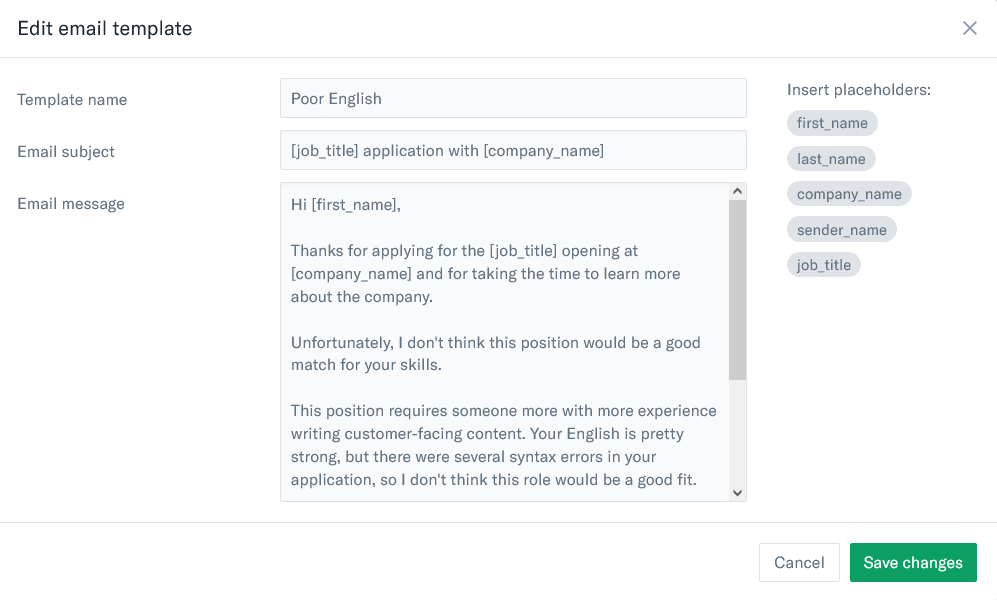 Edit email template
Template name
Poor English
Email subject
[job_title] application with [company_name]
Email message
Hi [first_name],
Thanks for applying for the [job_title] opening at
[company_name] and for taking the time to learn more
about the company.
Unfortunately, I don't think this position would be a good
match for your skills.
This position requires someone more with more experience
writing customer-facing content. Your English is pretty
strong, but there were several syntax errors in your
application, so I don't think this role would be a good fit.
Insert placeholders:
first_name
last_name
company_name
sender_name
job_title
Cancel
Save changes